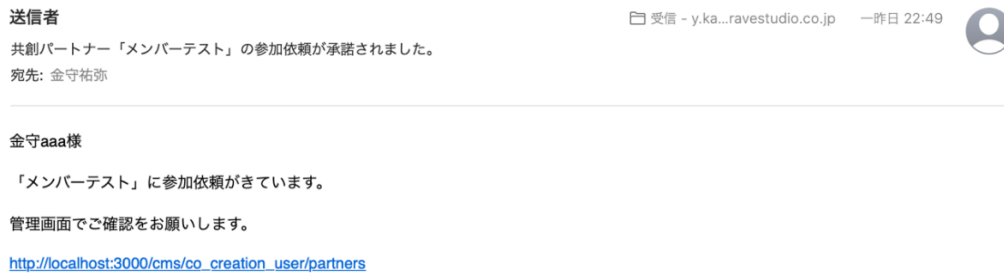 送信者
受信 - y.ka...ravestudio.co.jp
一昨日 22:49
共創パートナー「メンバーテスト」の参加依頼が承諾されました。
宛先: 金守祐弥
金守aaa様
「メンバーテスト」に参加依頼がきています。
管理画面でご確認をお願いします。
http://localhost:3000/cms/co_creation_user/partners